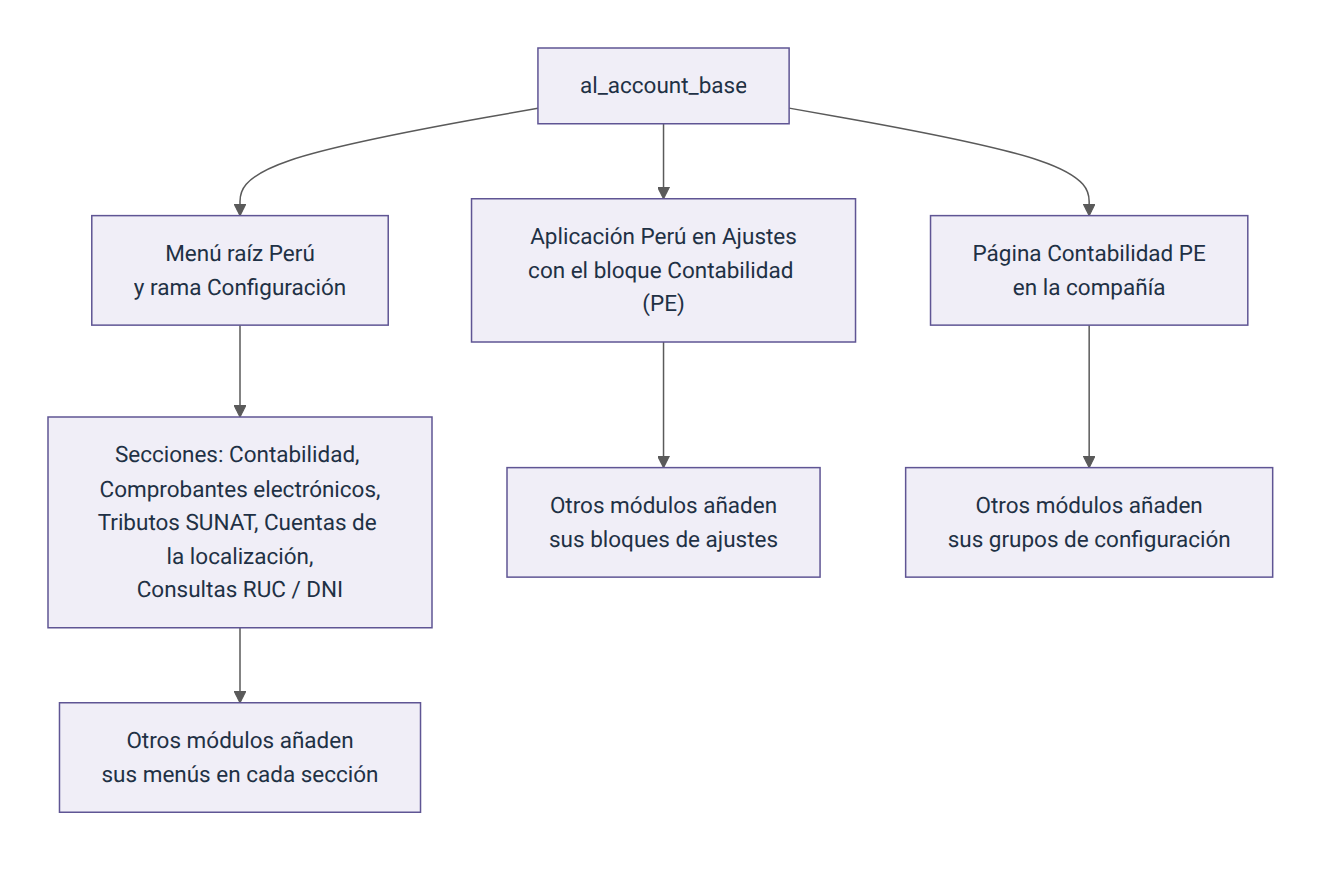 al_account_base
Menú raíz Perú
y rama Configuración
Aplicación Perú en Ajustes
con el bloque Contabilidad
(PE)
Página Contabilidad PE
en la compañía
Secciones: Contabilidad,
Comprobantes electrónicos,
Tributos SUNAT, Cuentas de
la localización,
Consultas RUC / DNI
Otros módulos añaden
sus bloques de ajustes
Otros módulos añaden
sus grupos de configuración
Otros módulos añaden
sus menús en cada sección